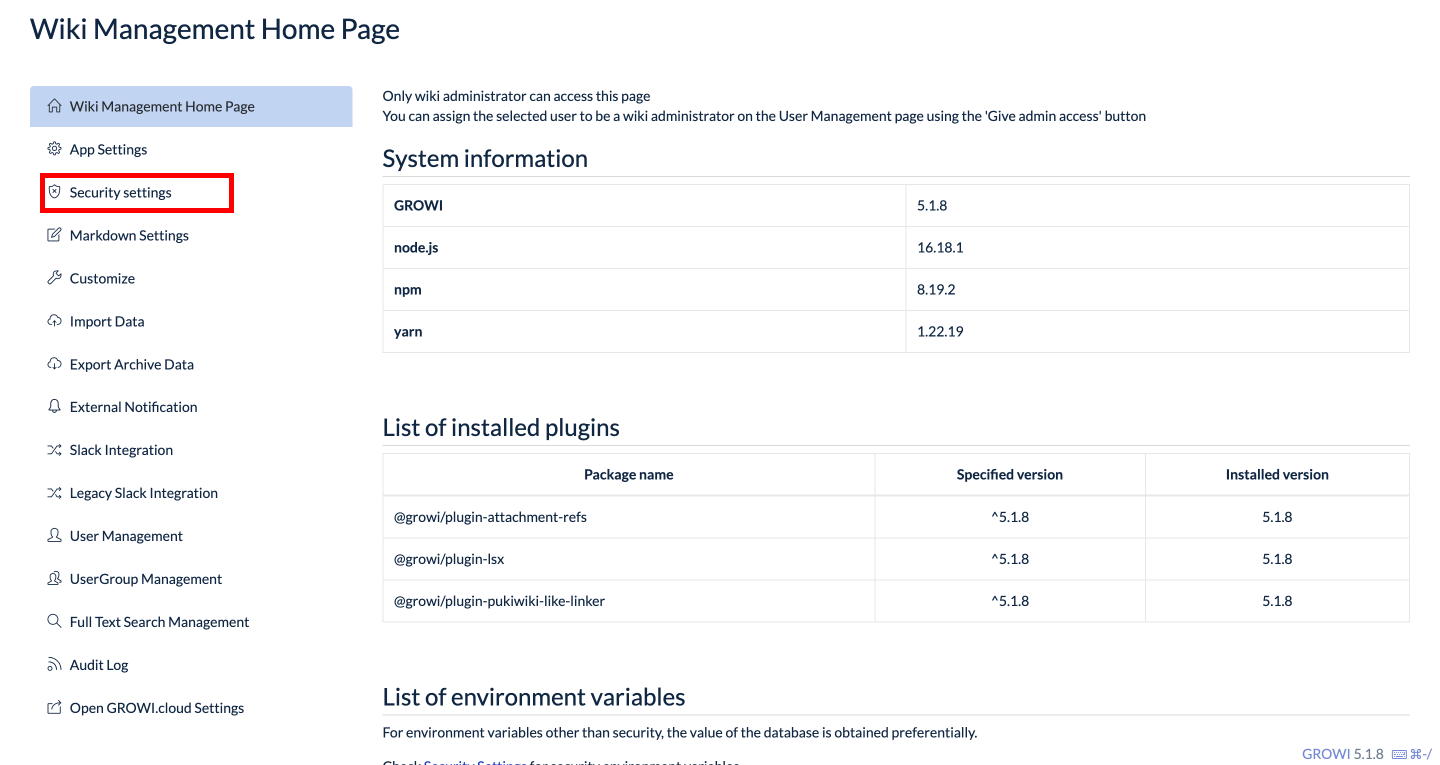 Wiki Management Home Page
Wiki Management Home Page
App Settings
Security settings
Markdown Settings
Customize
Import Data
Export Archive Data
External Notification
Slack Integration
Legacy Slack Integration
User Management
UserGroup Management
Full Text Search Management
Audit Log
Open GROWI.cloud Settings
Only wiki administrator can access this page
You can assign the selected user to be a wiki administrator on the User Management page using the 'Give admin access' button
System information
GROWI 5.1.8
node.js 16.18.1
npm 8.19.2
yarn 1.22.19
List of installed plugins
Package name Specified version Installed version
@growi/plugin-attachment-refs ^5.1.8 5.1.8
@growi/plugin-lsx ^5.1.8 5.1.8
@growi/plugin-pukiwiki-like-linker ^5.1.8 5.1.8
List of environment variables
For environment variables other than security, the value of the database is obtained preferentially.
Check Security Settings for security environment variables.
GROWI 5.1.8 ⌘-/